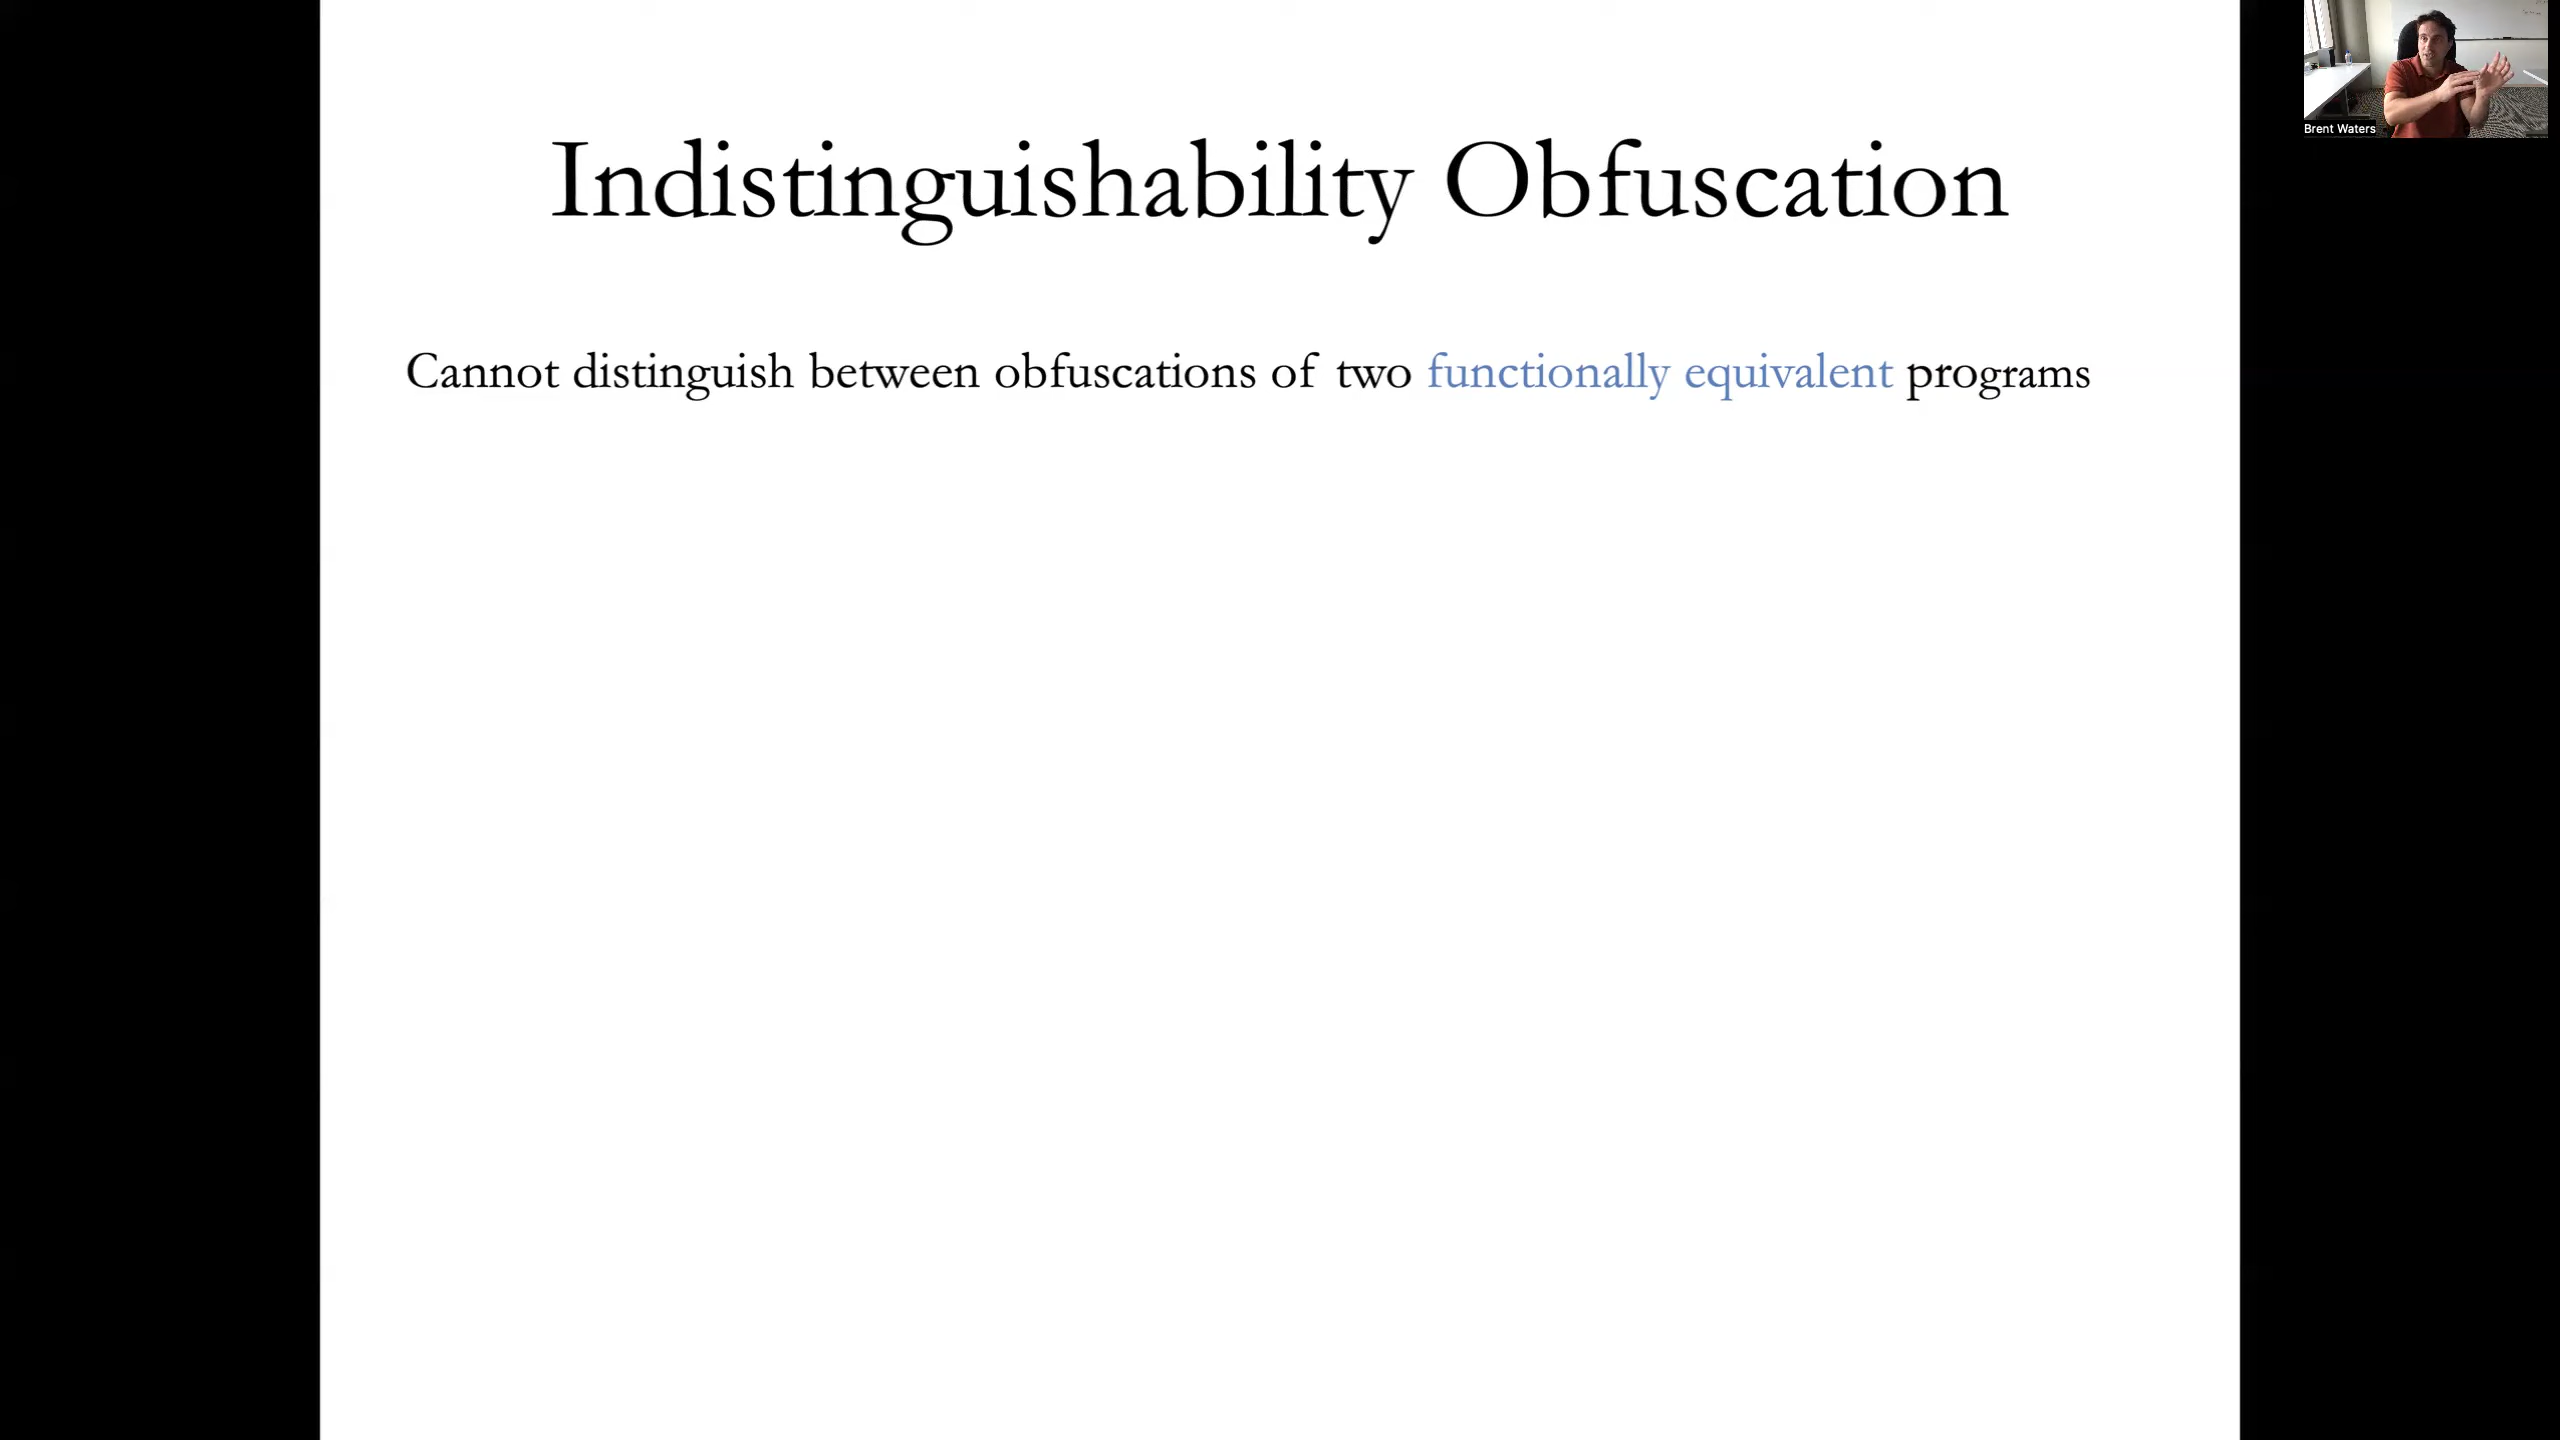 Indistinguishability Obfuscation
Cannot distinguish between obfuscations of two functionally equivalent programs
Brent Waters